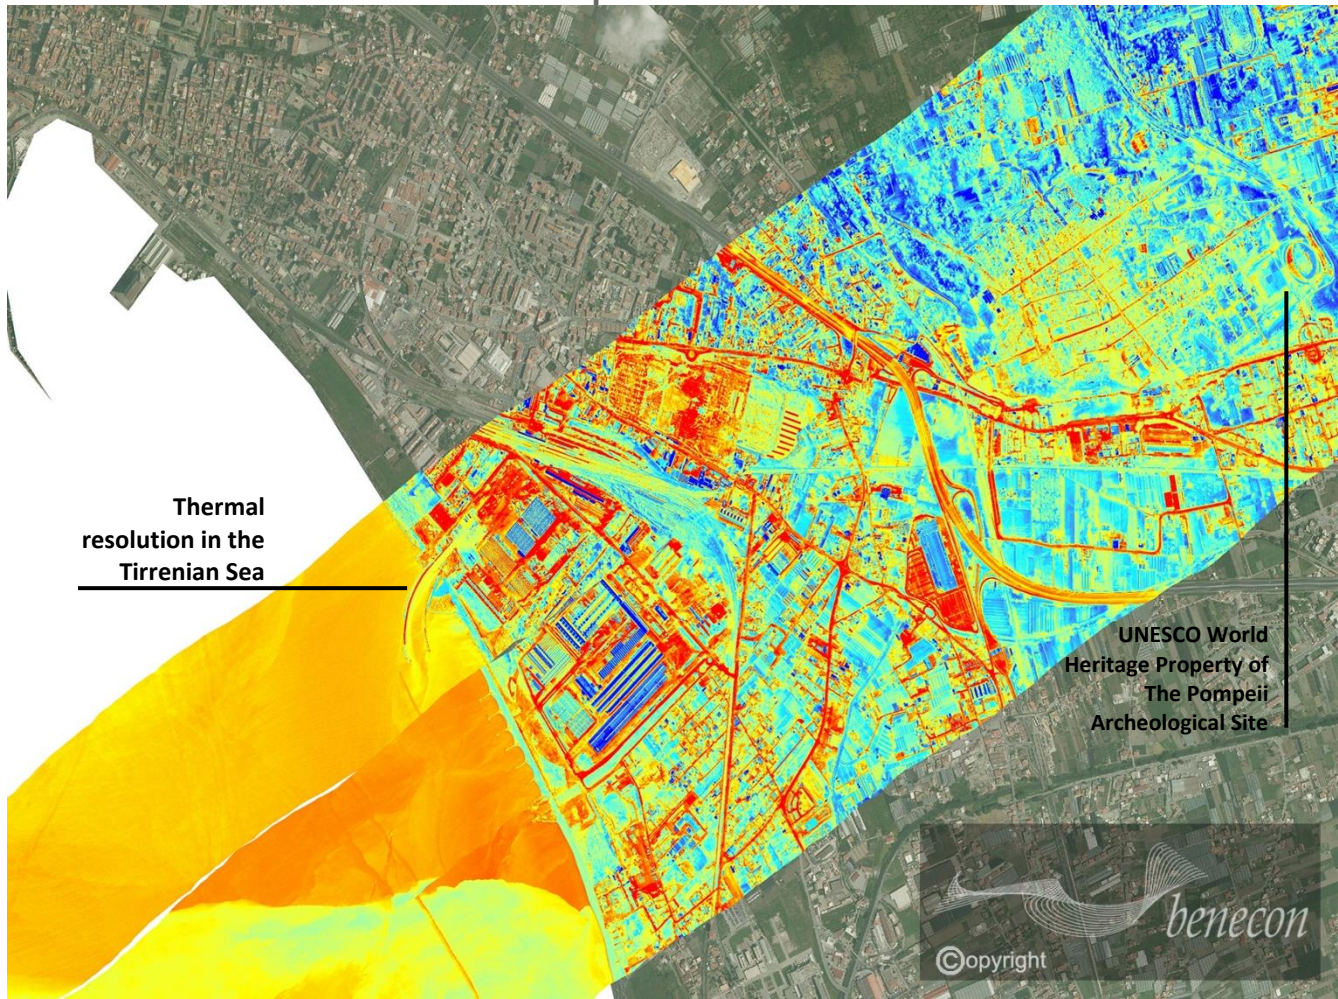 Thermal
resolution in the
Tirrenian Sea
UNESCO World
Heritage Property of
The Pompeii
Archeological Site
benecon
©opyright